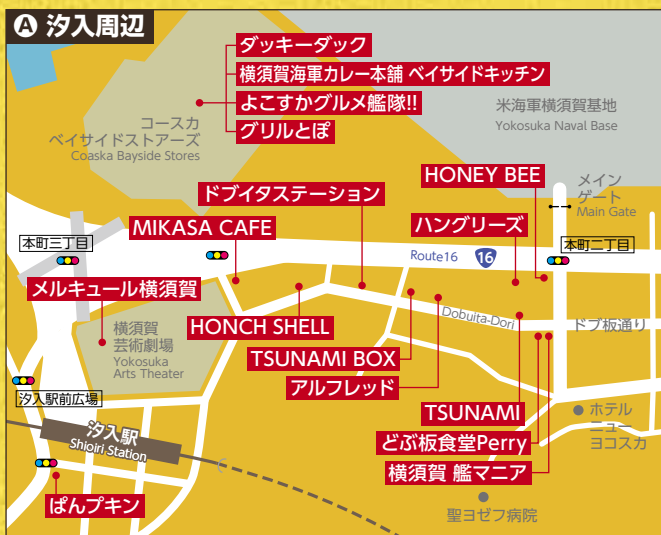 A 汐入周辺
ダッキーダック
横須賀海軍カレー本舗 ベイサイドキッチン
よこすかグルメ艦隊!!
グリルとぽ
コースカ
ベイサイドストアーズ
Coaska Bayside Stores
米海軍横須賀基地
Yokosuka Naval Base
HONEY BEE
メイン
ゲート
Main Gate
ドブイタステーション
MIKASA CAFE
ハングリーズ
本町三丁目
本町二丁目
Route16
16
メルキュール横須賀
横須賀
芸術劇場
Yokosuka
Arts Theater
HONCH SHELL
Dobuita-Dori
ドブ板通り
TSUNAMI BOX
アルフレッド
TSUNAMI
汐入駅前広場
ホテル
ニュー
ヨコスカ
汐入駅
Shioiri Station
どぶ板食堂Perry
横須賀 艦マニア
ぱんプキン
聖ヨゼフ病院